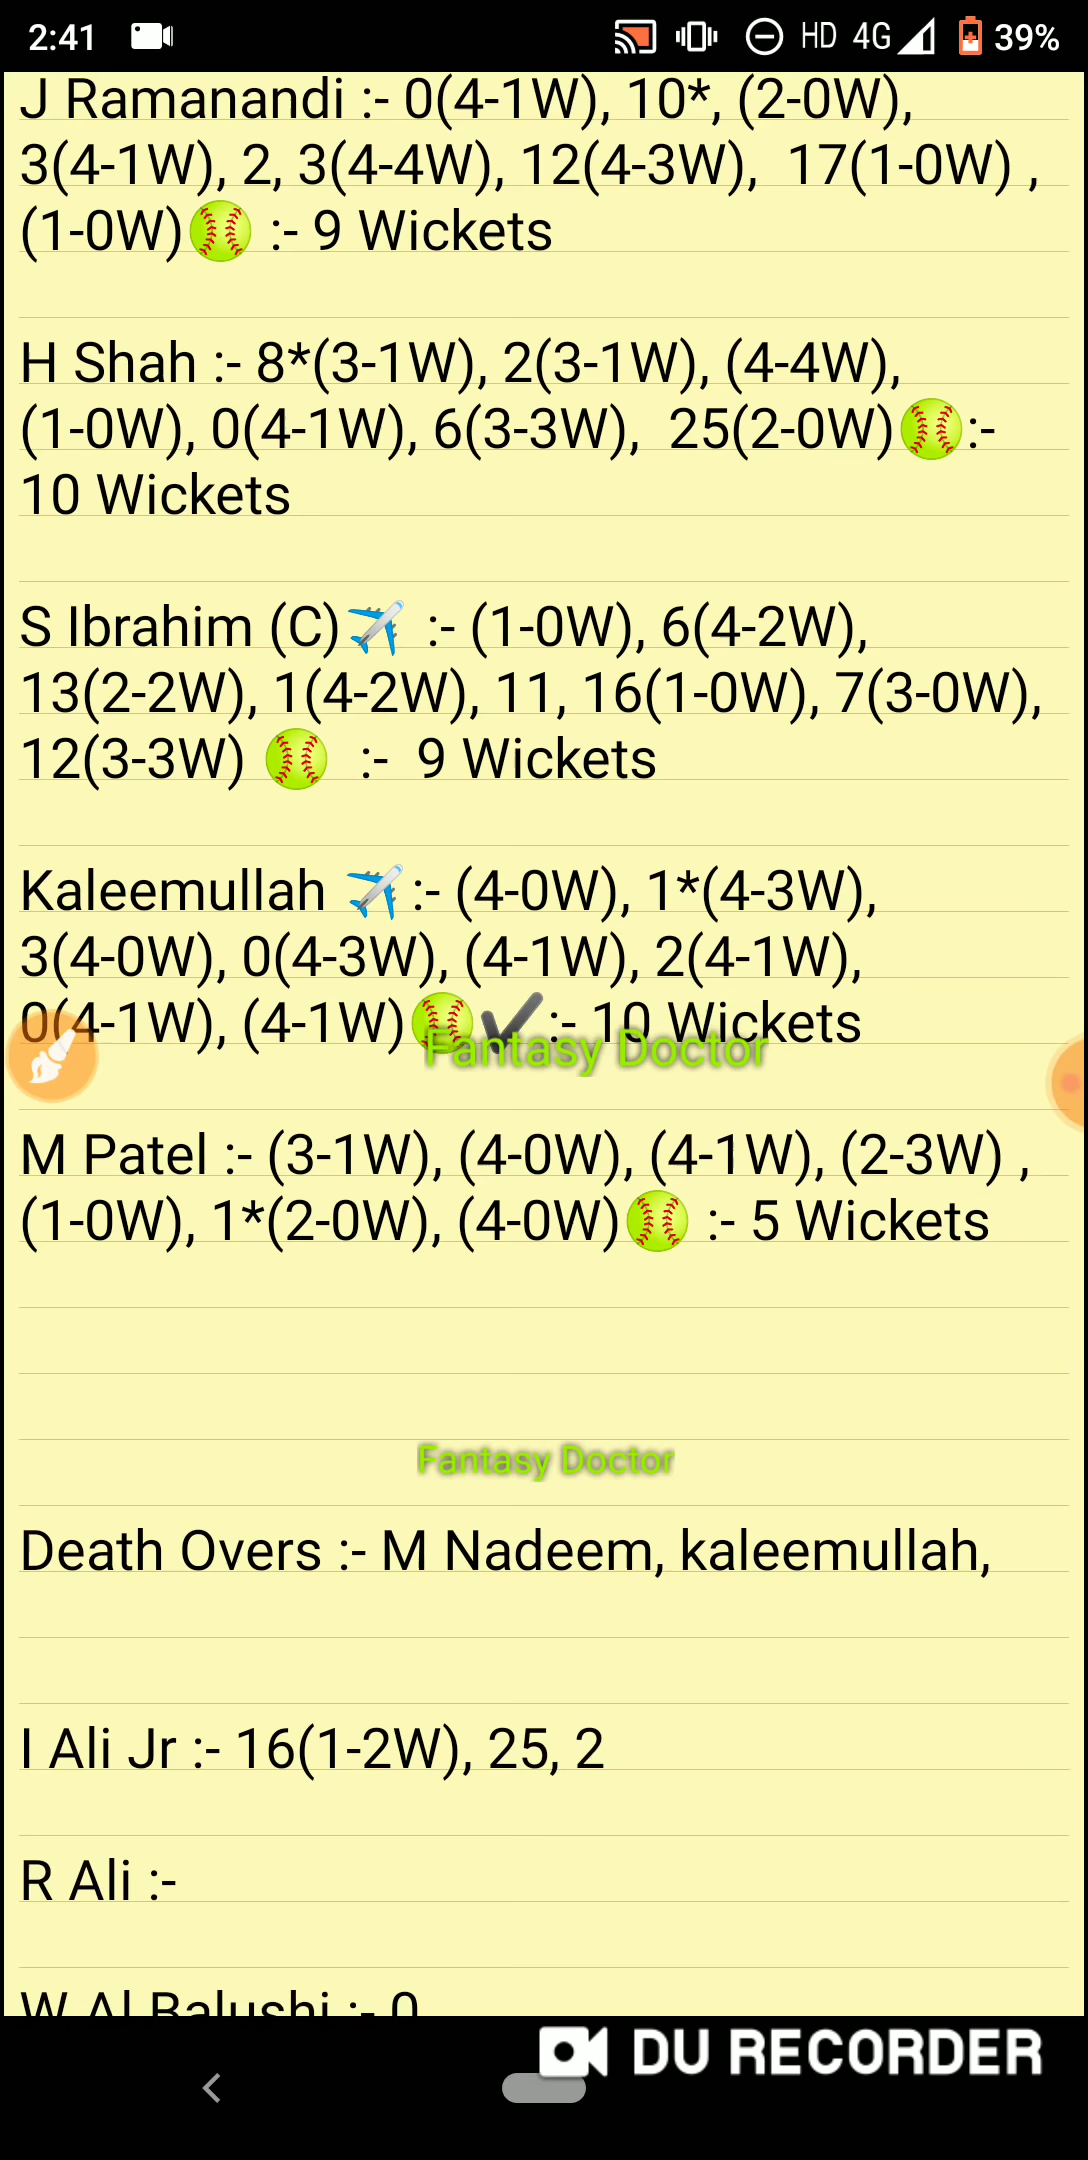 2:41 HD 4G 39%
J Ramanandi :- 0(4-1W), 10*, (2-0W),
3(4-1W), 2, 3(4-4W), 12(4-3W), 17(1-0W) ,
(1-0W)🥎 :- 9 Wickets
H Shah :- 8*(3-1W), 2(3-1W), (4-4W),
(1-0W), 0(4-1W), 6(3-3W), 25(2-0W)🥎:-
10 Wickets
S Ibrahim (C)✈️ :- (1-0W), 6(4-2W),
13(2-2W), 1(4-2W), 11, 16(1-0W), 7(3-0W),
12(3-3W) 🥎 :- 9 Wickets
Kaleemullah ✈️:- (4-0W), 1*(4-3W),
3(4-0W), 0(4-3W), (4-1W), 2(4-1W),
0(4-1W), (4-1W)🥎✔️:- 10 Wickets
Fantasy Doctor
M Patel :- (3-1W), (4-0W), (4-1W), (2-3W) ,
(1-0W), 1*(2-0W), (4-0W)🥎 :- 5 Wickets
Fantasy Doctor
Death Overs :- M Nadeem, kaleemullah,
I Ali Jr :- 16(1-2W), 25, 2
R Ali :-
W Al Balushi :- 0
DU RECORDER